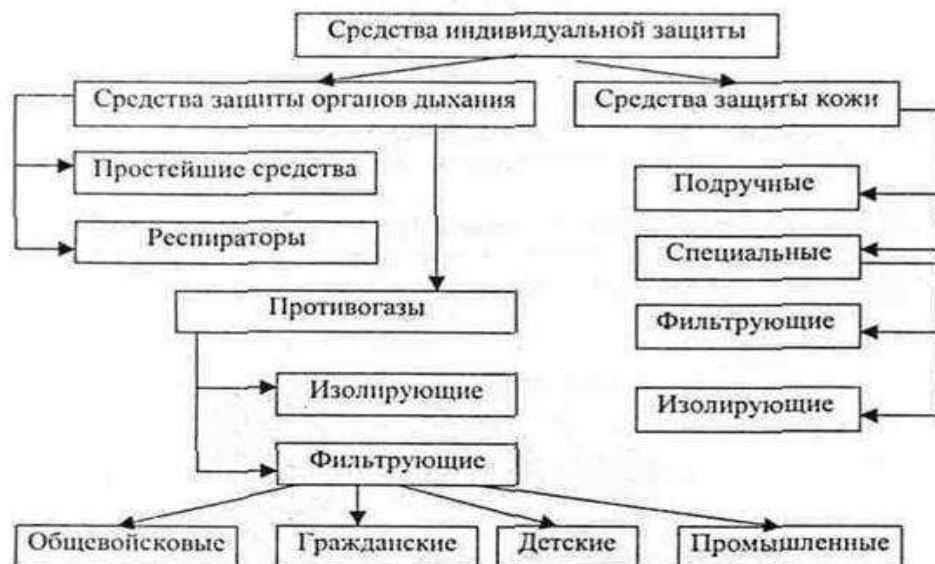 Средства индивидуальной защиты
Средства защиты органов дыхания
Средства защиты кожи
Простейшие средства
Подручные
Респираторы
Специальные
Противогазы
Фильтрующие
Изолирующие
Изолирующие
Фильтрующие
Общевойсковые
Гражданские
Детские
Промышленные